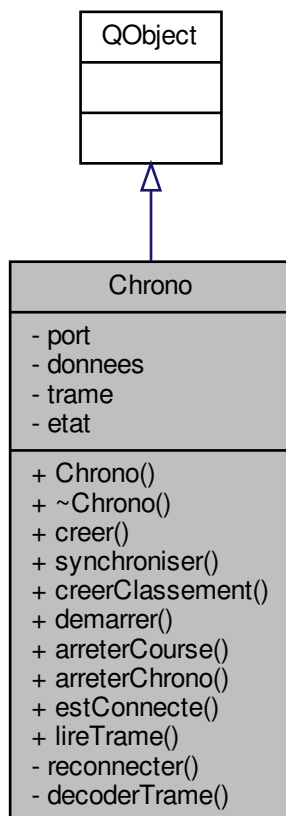 QObject
Chrono
- port
- donnees
- trame
- etat
+ Chrono()
+ ~Chrono()
+ creer()
+ synchroniser()
+ creerClassement()
+ demarrer()
+ arreterCourse()
+ arreterChrono()
+ estConnecte()
+ lireTrame()
- reconnecter()
- decoderTrame()